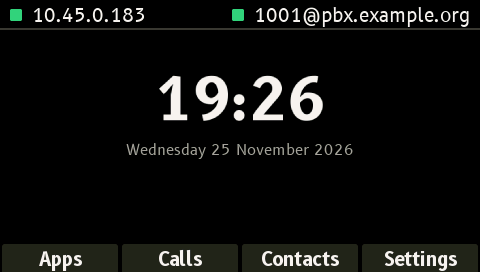 10.45.0.183 1001@pbx.example.org
19:26
Wednesday 25 November 2026
Apps Calls Contacts Settings